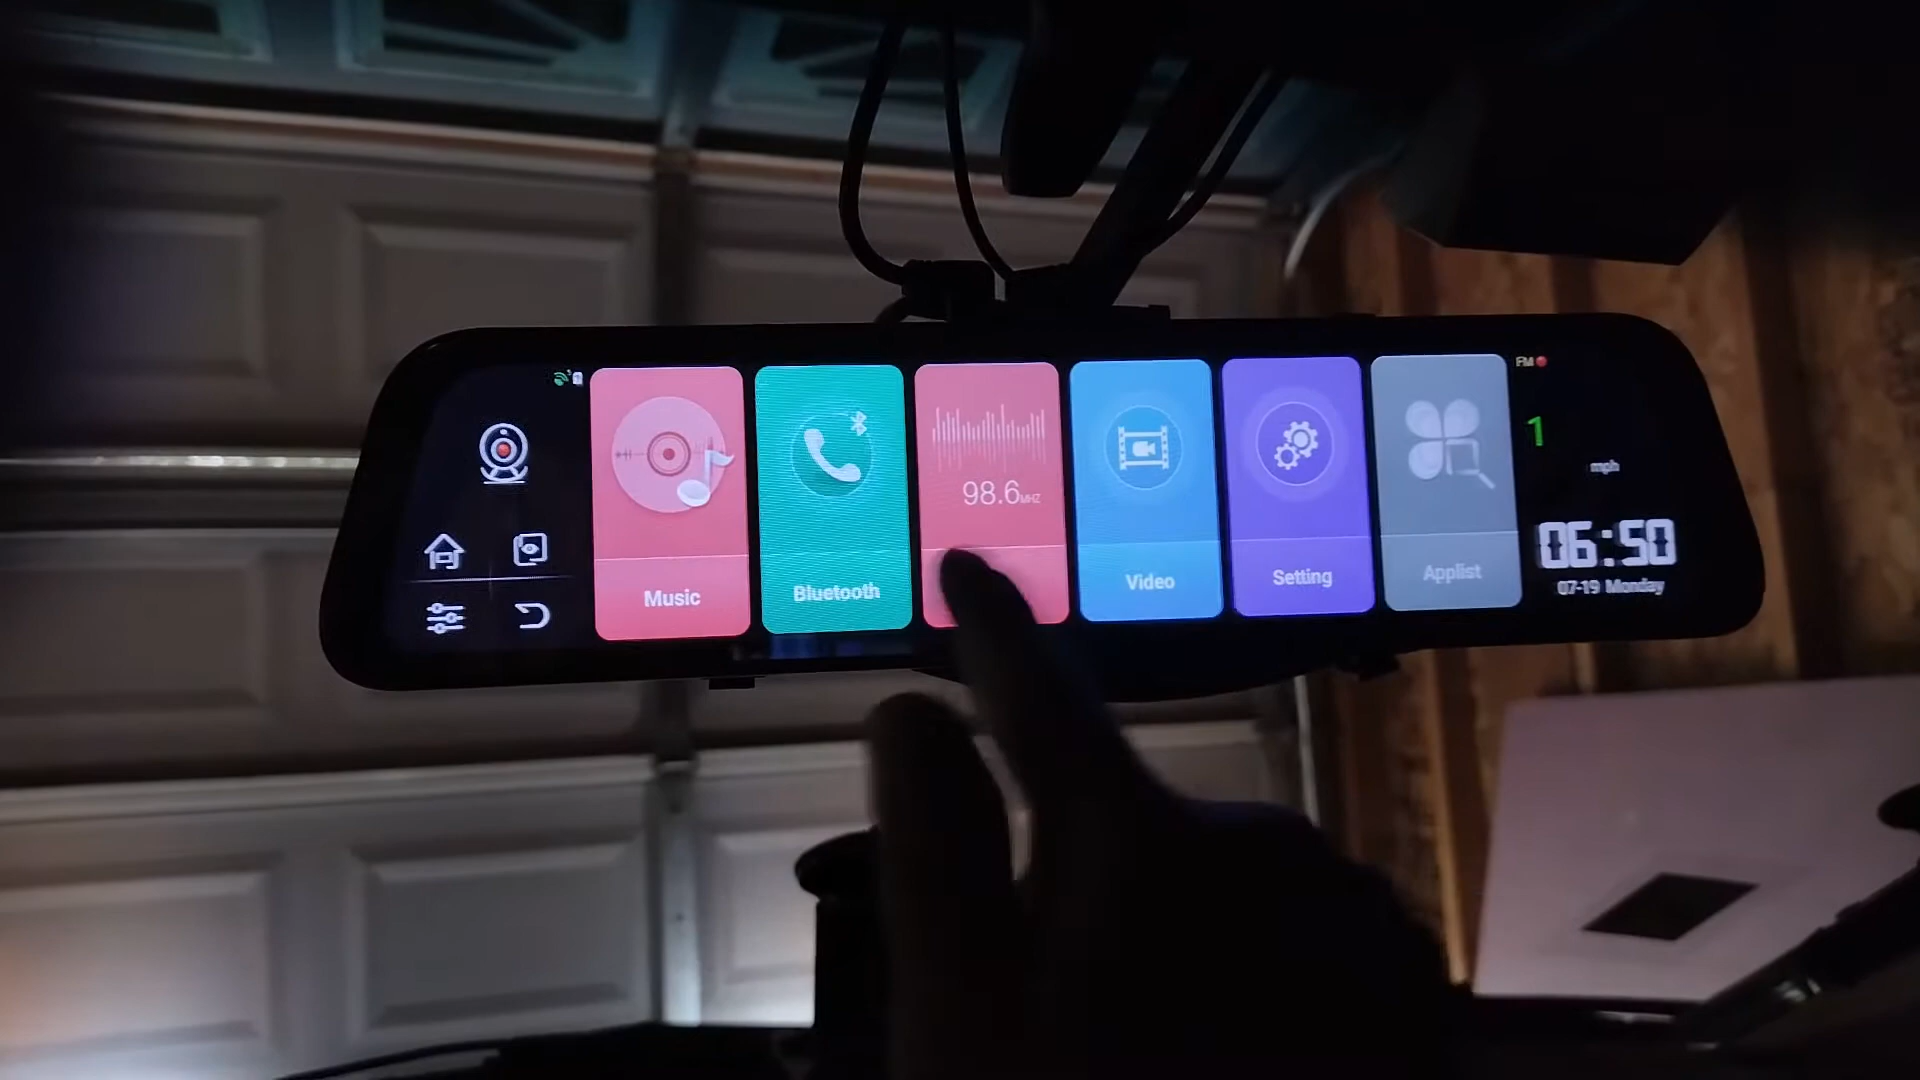 FM
1
mph
98.6MHZ
Music
Bluetooth
Video
Setting
Applist
06:50
07-19 Monday